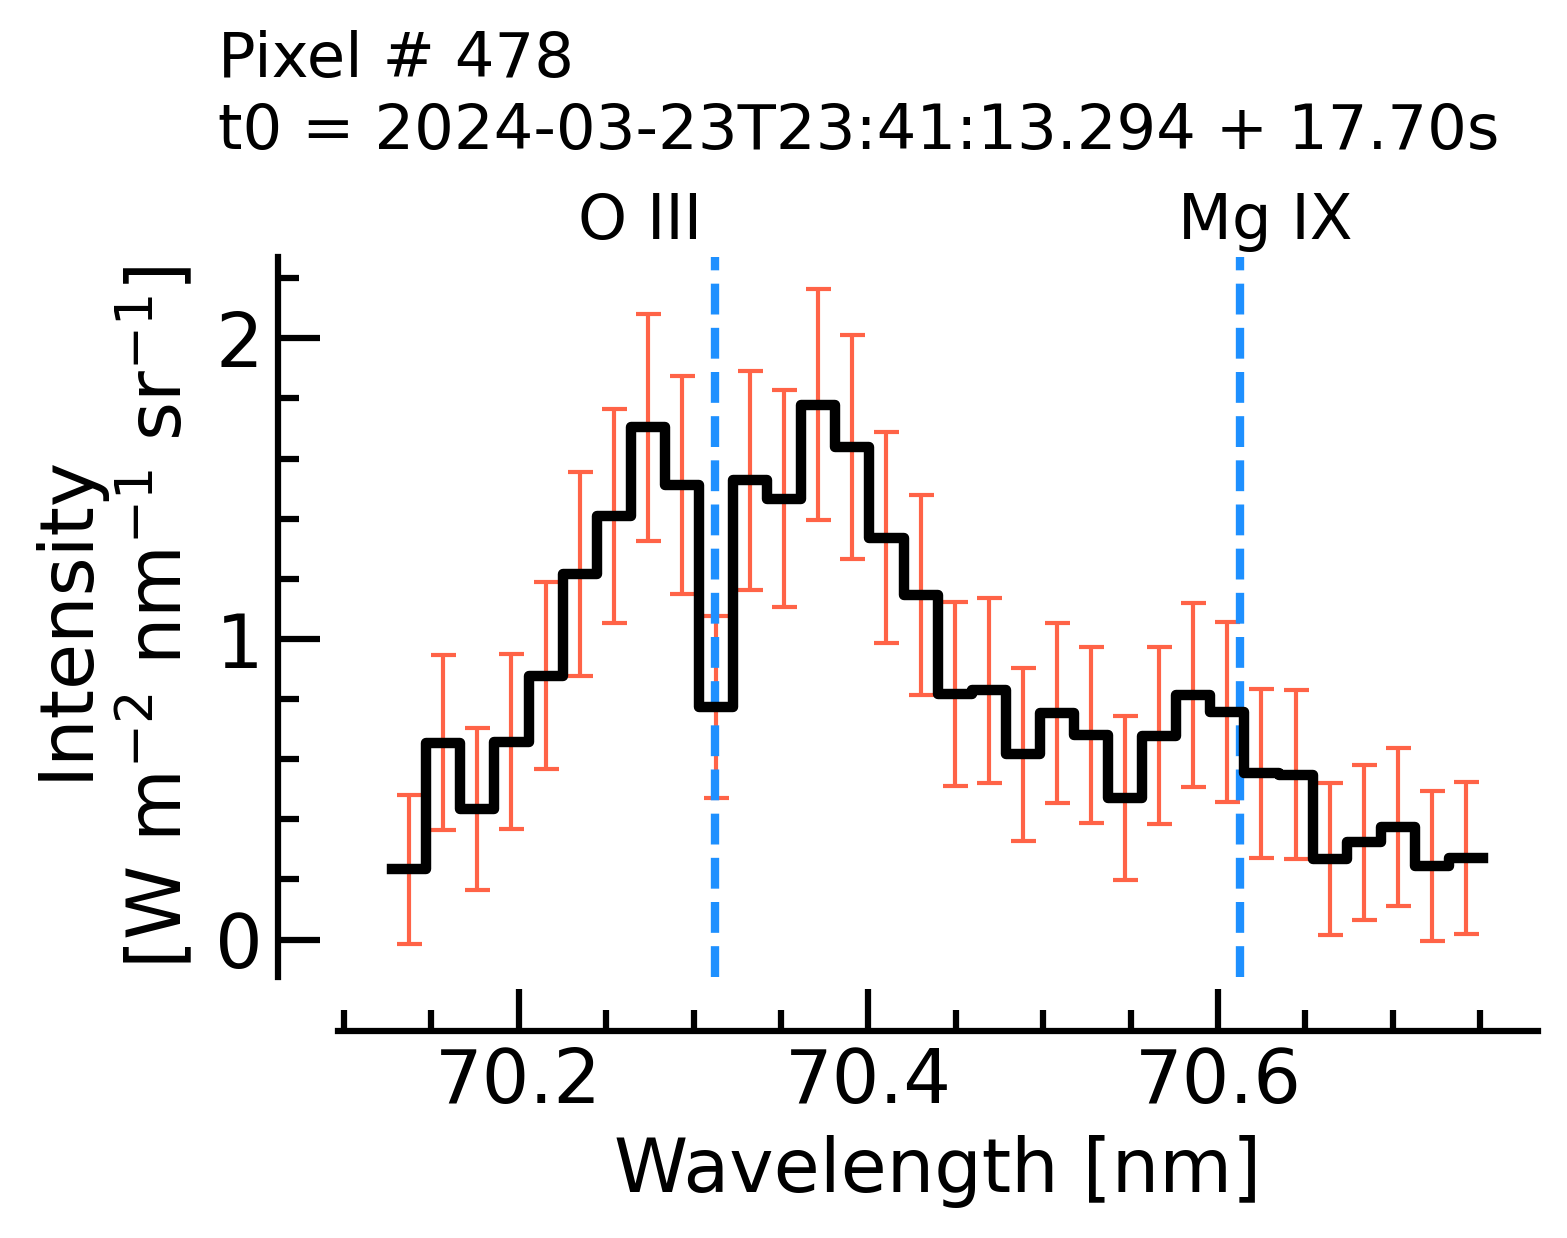 Pixel # 478
t0 = 2024-03-23T23:41:13.294 + 17.70s
O III
Mg IX
Intensity
[W m⁻² nm⁻¹ sr⁻¹]
2
1
0
70.2
70.4
70.6
Wavelength [nm]